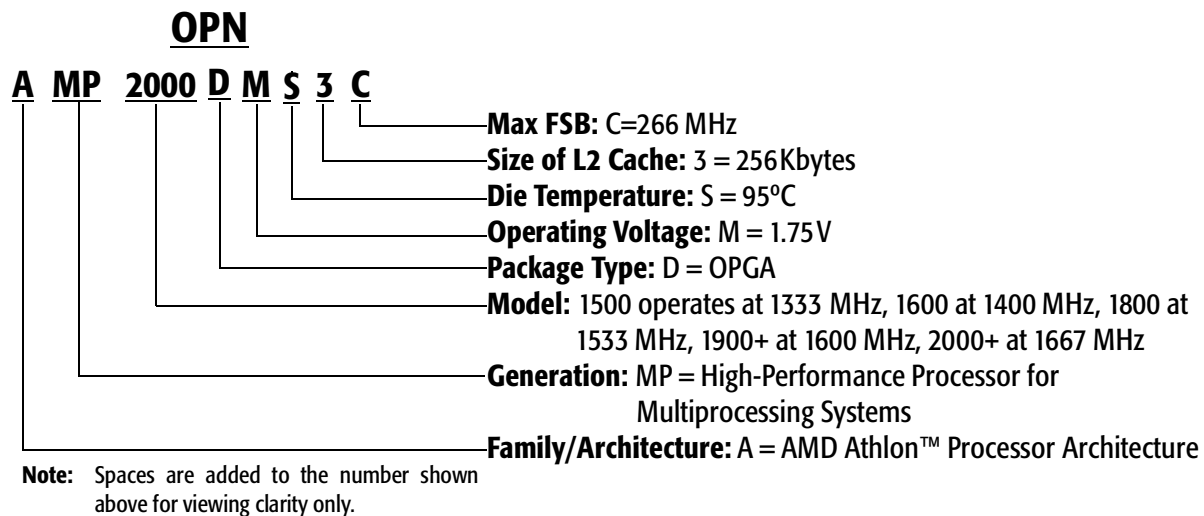 OPN
A MP 2000 D M S 3 C
Max FSB: C=266 MHz
Size of L2 Cache: 3 = 256Kbytes
Die Temperature: S = 95ºC
Operating Voltage: M = 1.75V
Package Type: D = OPGA
Model: 1500 operates at 1333 MHz, 1600 at 1400 MHz, 1800 at
1533 MHz, 1900+ at 1600 MHz, 2000+ at 1667 MHz
Generation: MP = High-Performance Processor for
Multiprocessing Systems
Family/Architecture: A = AMD Athlon™ Processor Architecture
Note: Spaces are added to the number shown
above for viewing clarity only.